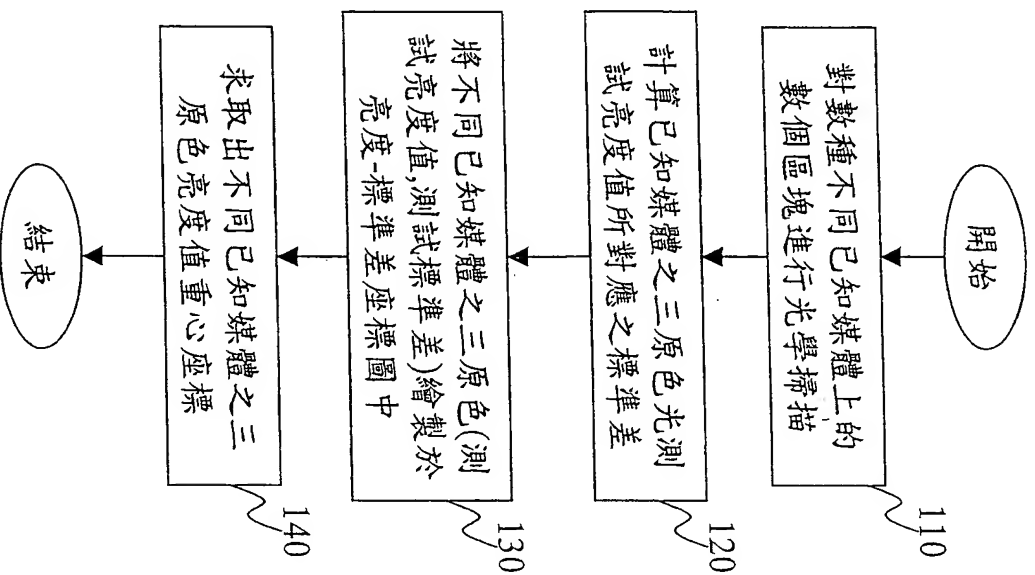 開始
對數種不同已知媒體上的
數個區塊進行光學掃描
110
計算已知媒體之三原色光測
試亮度值所對應之標準差
120
將不同已知媒體之三原色(測
試亮度值,測試標準差)繪製於
亮度-標準差座標圖中
130
求取出不同已知媒體之三
原色亮度值重心座標
140
結束